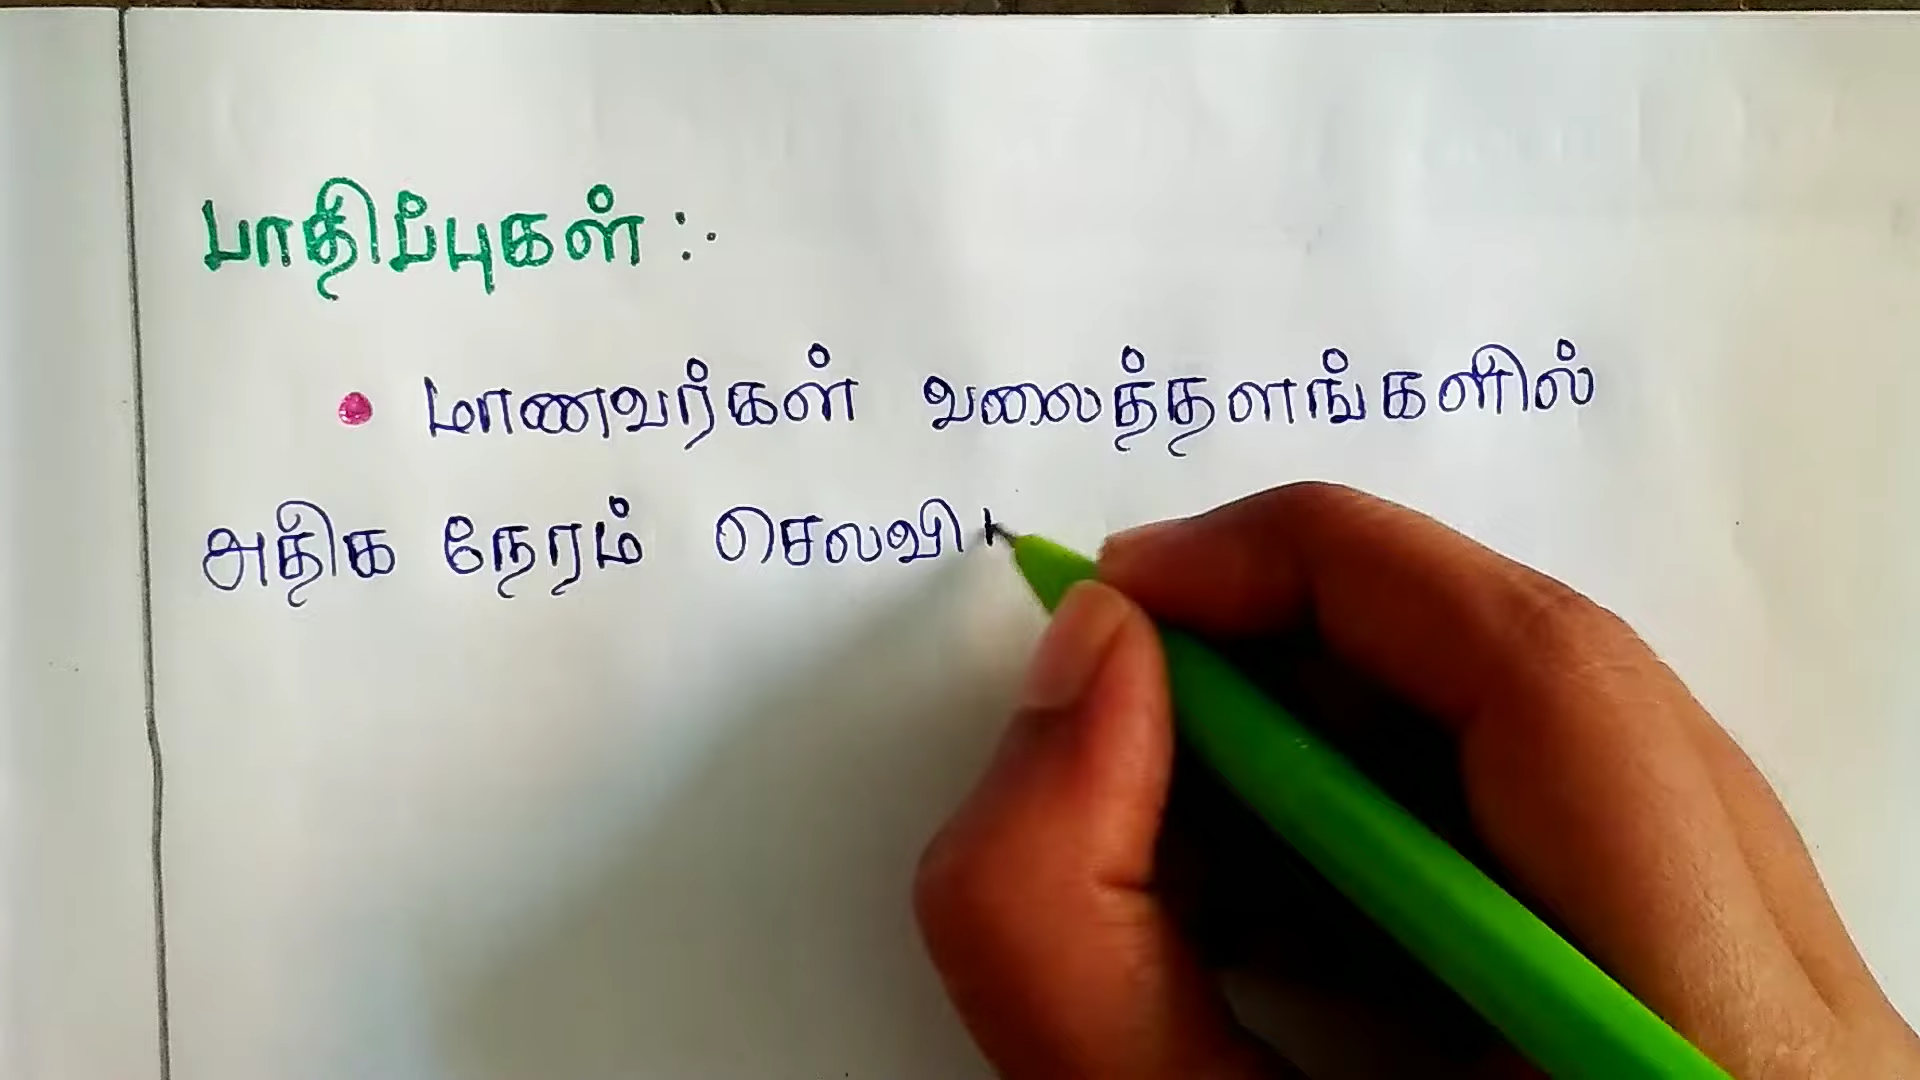 பாதிப்புகள் :-
• மாணவர்கள் வலைத்தளங்களில்
அதிக நேரம் செலவி